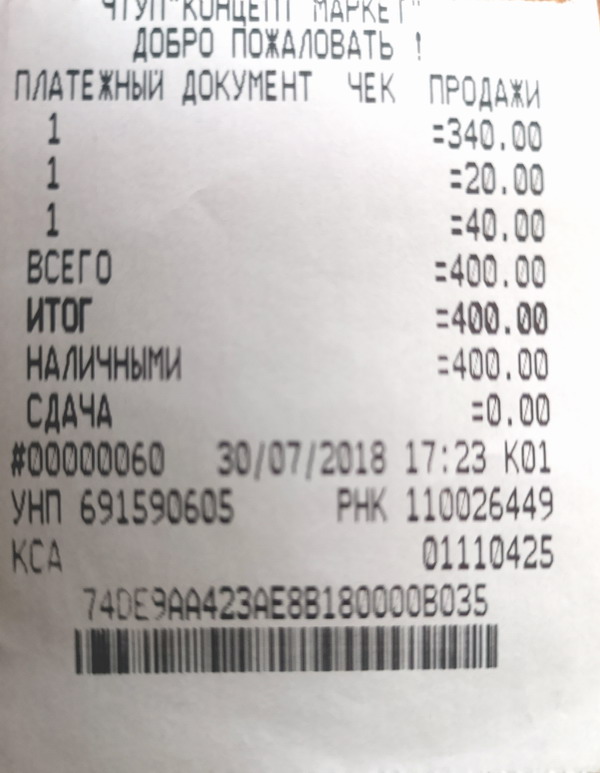 ЧТУП"КОНЦЕПТ МАРКЕТ"
ДОБРО ПОЖАЛОВАТЬ !
ПЛАТЕЖНЫЙ ДОКУМЕНТ ЧЕК ПРОДАЖИ
1 =340.00
1 =20.00
1 =40.00
ВСЕГО =400.00
ИТОГ =400.00
НАЛИЧНЫМИ =400.00
СДАЧА =0.00
#00000060 30/07/2018 17:23 К01
УНП 691590605 РНК 110026449
КСА 01110425
74DE9AA423AE8B180000B035